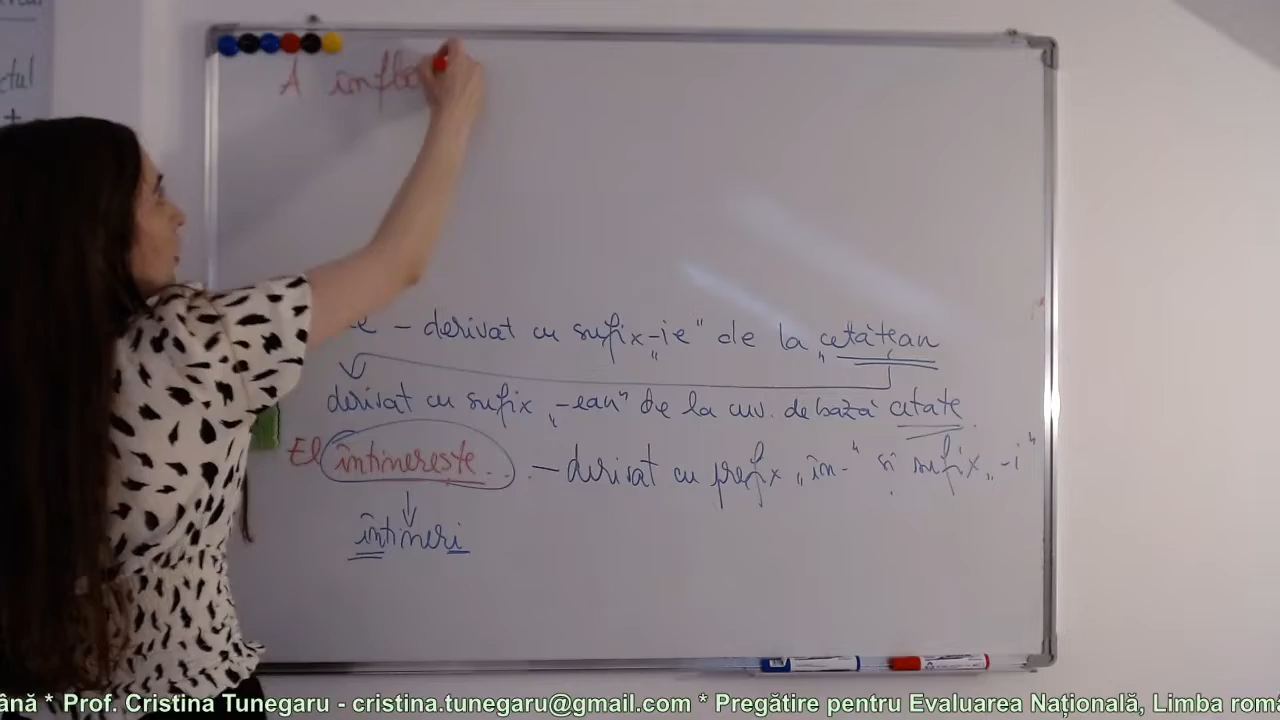 A înflo
e – derivat cu sufix „-ie" de la „cetățean
derivat cu sufix „-ean" de la cuv. de bază cetate.
El întinerește... – derivat cu prefix „în-" și sufix „-i"
întineri
ână * Prof. Cristina Tunegaru - cristina.tunegaru@gmail.com * Pregătire pentru Evaluarea Națională, Limba româ